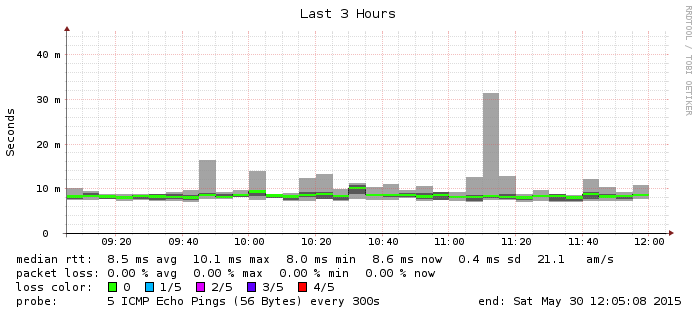 Last 3 Hours
RRDTOOL / TOBI OETIKER
Seconds
40 m
30 m
20 m
10 m
0
09:20 09:40 10:00 10:20 10:40 11:00 11:20 11:40 12:00
median rtt: 8.5 ms avg 10.1 ms max 8.0 ms min 8.6 ms now 0.4 ms sd 21.1 am/s
packet loss: 0.00 % avg 0.00 % max 0.00 % min 0.00 % now
loss color: 0 1/5 2/5 3/5 4/5
probe: 5 ICMP Echo Pings (56 Bytes) every 300s end: Sat May 30 12:05:08 2015